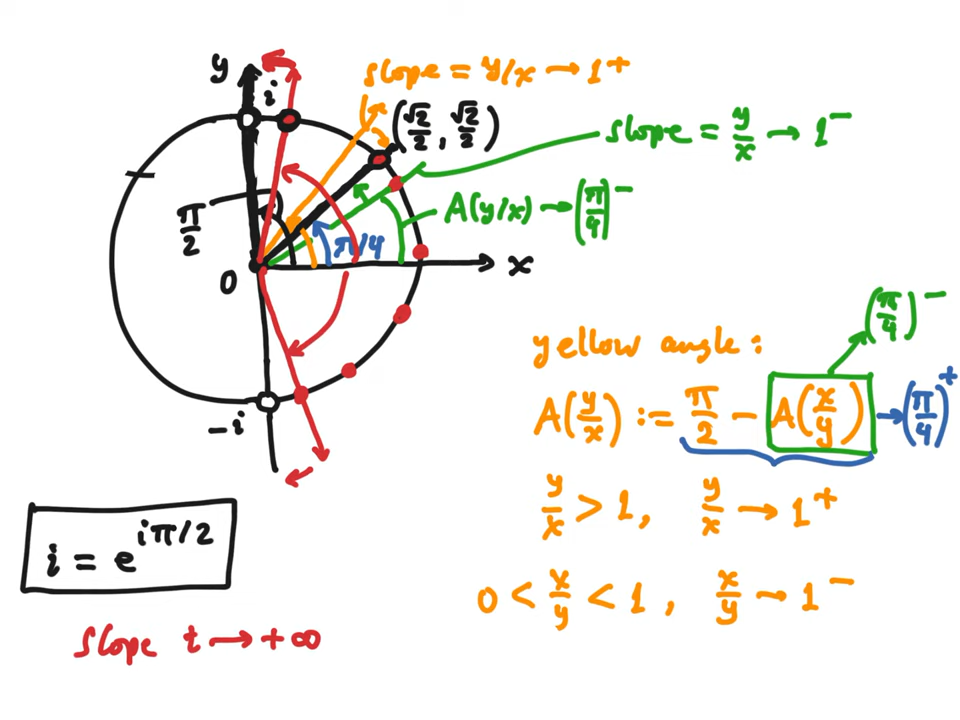 y
i
slope = y/x → 1⁺
(√2/2, √2/2)
slope = y/x → 1⁻
A(y/x) → (π/4)⁻
π/2
π/4
0
x
-i
(π/4)⁻
yellow angle:
A(y/x) := π/2 - A(x/y) → (π/4)⁺
y/x > 1, y/x → 1⁺
0 < x/y < 1, x/y → 1⁻
i = e^{iπ/2}
slope t → +∞